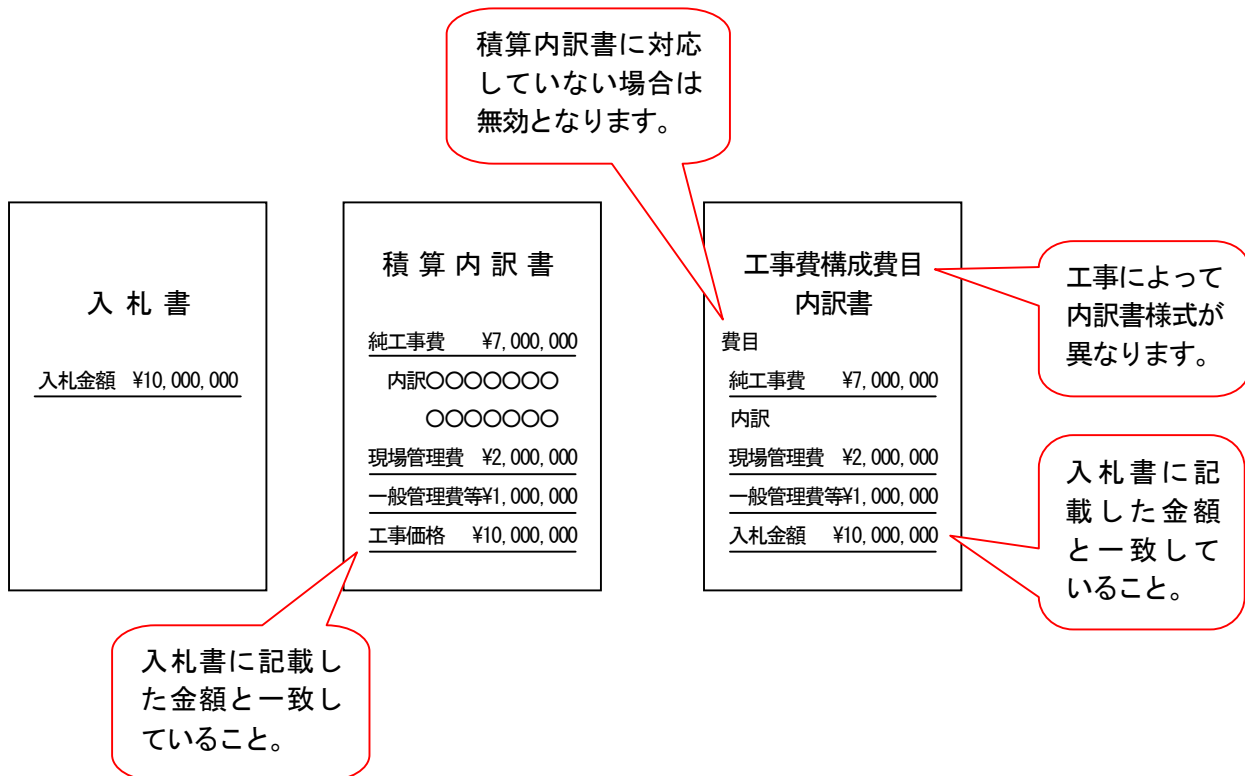 積算内訳書に対応
していない場合は
無効となります。
入札書
入札金額 ¥10,000,000
積算内訳書
純工事費 ¥7,000,000
内訳○○○○○○○
○○○○○○○
現場管理費 ¥2,000,000
一般管理費等¥1,000,000
工事価格 ¥10,000,000
工事費構成費目
内訳書
費目
純工事費 ¥7,000,000
内訳
現場管理費 ¥2,000,000
一般管理費等¥1,000,000
入札金額 ¥10,000,000
工事によって
内訳書様式が
異なります。
入札書に記
載した金額
と一致して
いること。
入札書に記載し
た金額と一致し
ていること。